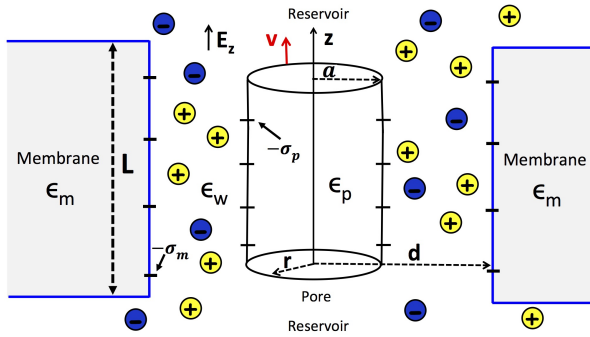 Reservoir
E_z
v
z
a
Membrane
ϵ_m
L
-σ_p
ϵ_w
ϵ_p
Membrane
ϵ_m
-σ_m
r
d
Pore
Reservoir